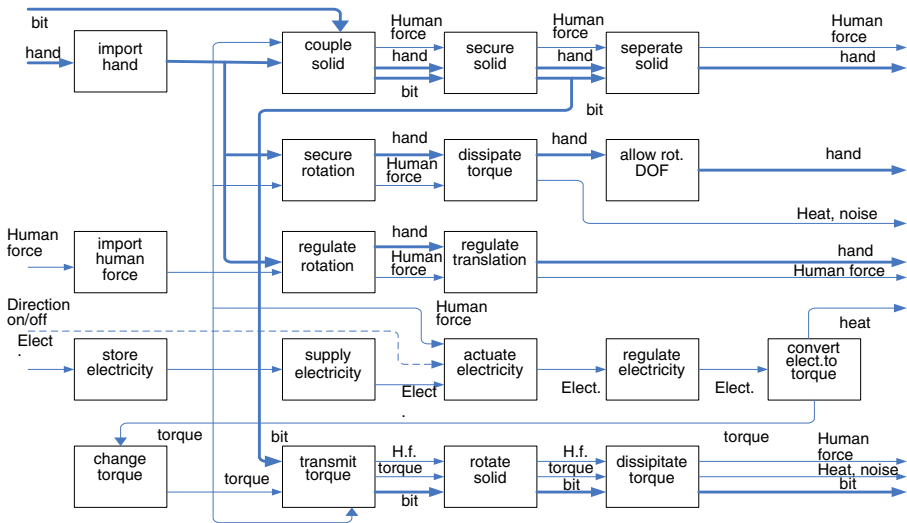 bit
hand
import
hand
couple
solid
Human
force
hand
bit
secure
solid
Human
force
hand
bit
seperate
solid
Human
force
hand
secure
rotation
hand
Human
force
dissipate
torque
hand
allow rot.
DOF
hand
Heat, noise
Human
force
import
human
force
regulate
rotation
hand
Human
force
regulate
translation
hand
Human force
Direction
on/off
Elect
.
store
electricity
supply
electricity
Human
force
Elect
.
actuate
electricity
Elect.
regulate
electricity
Elect.
convert
elect.to
torque
heat
torque
change
torque
torque
bit
transmit
torque
H.f.
torque
bit
rotate
solid
H.f.
torque
bit
dissipitate
torque
torque
Human
force
Heat, noise
bit